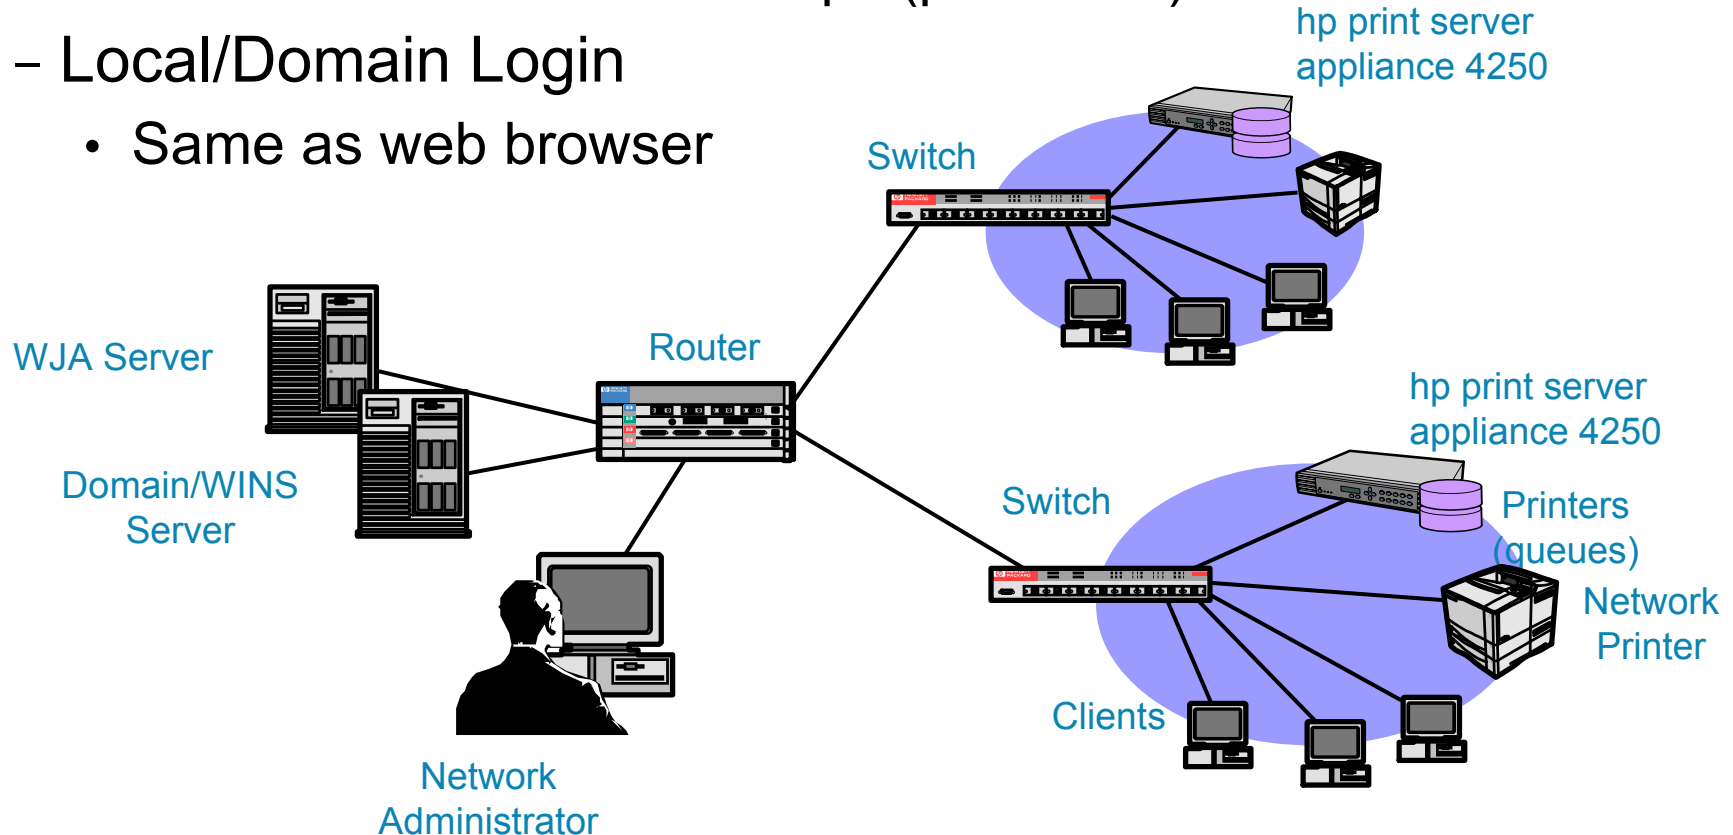 – Local/Domain Login
• Same as web browser
hp print server
appliance 4250
Switch
WJA Server
Router
Domain/WINS
Server
hp print server
appliance 4250
Switch
Printers
(queues)
Network
Printer
Clients
Network
Administrator